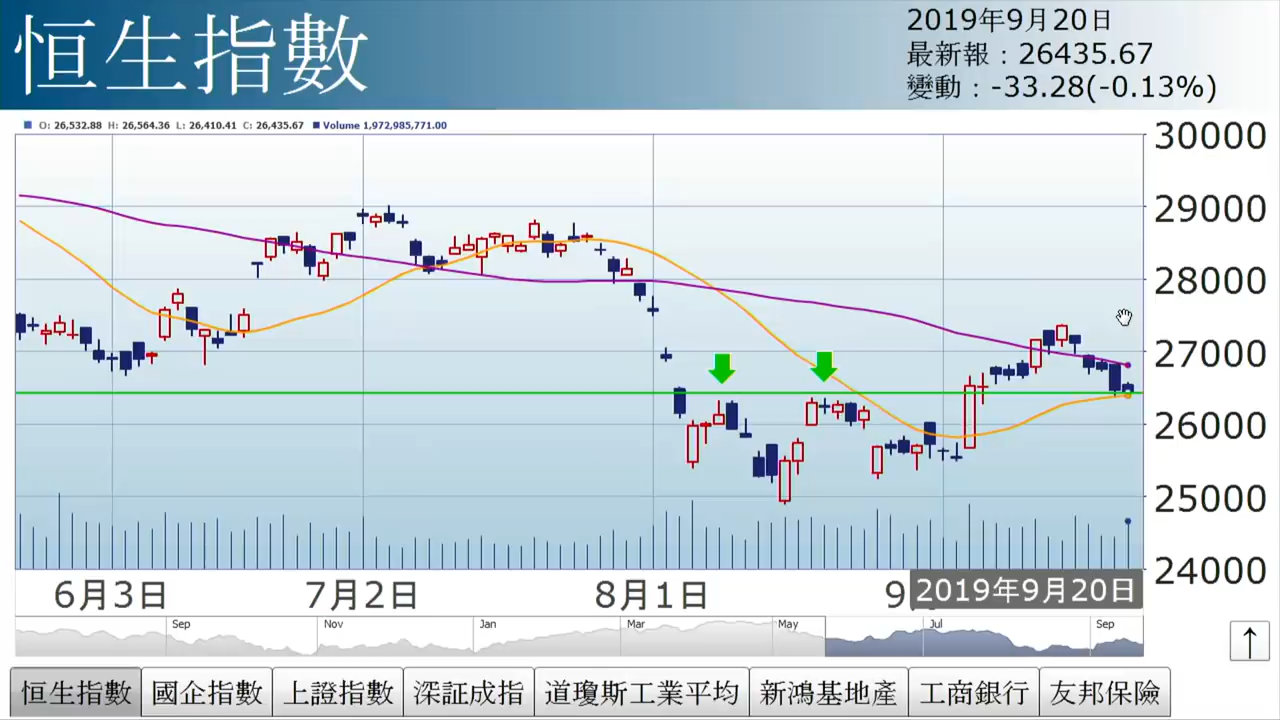 恒生指數
2019年9月20日
最新報：26435.67
變動：-33.28(-0.13%)
O: 26,532.88 H: 26,564.36 L: 26,410.41 C: 26,435.67 Volume 1,972,985,771.00
30000
29000
28000
27000
26000
25000
24000
6月3日 7月2日 8月1日 9 2019年9月20日
Sep Nov Jan Mar May Jul Sep
↑
恒生指數 國企指數 上證指數 深証成指 道瓊斯工業平均 新鴻基地產 工商銀行 友邦保險